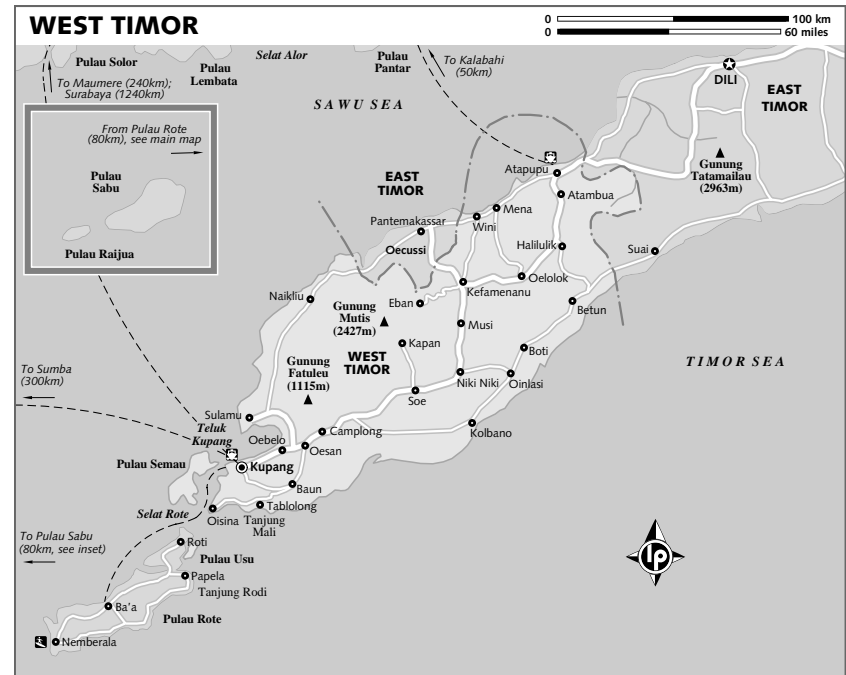 WEST TIMOR
0 100 km
0 60 miles
Pulau Solor
Selat Alor
Pulau
Lembata
Pulau
Pantar
To Kalabahi
(50km)
To Maumere (240km);
Surabaya (1240km)
DILI
EAST
TIMOR
SAWU SEA
From Pulau Rote
(80km), see main map
Pulau
Sabu
Pulau Raijua
Gunung
Tatamailau
(2963m)
Atapupu
Atambua
EAST
TIMOR
Mena
Wini
Pantemakassar
Oecussi
Halilulik
Suai
Oelolok
Kefamenanu
Naikliu
Eban
Betun
Gunung
Mutis
(2427m)
Musi
Kapan
WEST
TIMOR
Boti
TIMOR SEA
Gunung
Fatuleu
(1115m)
To Sumba
(300km)
Niki Niki
Oinlasi
Soe
Sulamu
Teluk
Kupang
Camplong
Kolbano
Oebelo
Oesan
Pulau Semau
Kupang
Baun
Selat Rote
Tablolong
Oisina
Tanjung
Mali
To Pulau Sabu
(80km, see inset)
Roti
Pulau Usu
Papela
Tanjung Rodi
Ba'a
Pulau Rote
Nemberala
lp